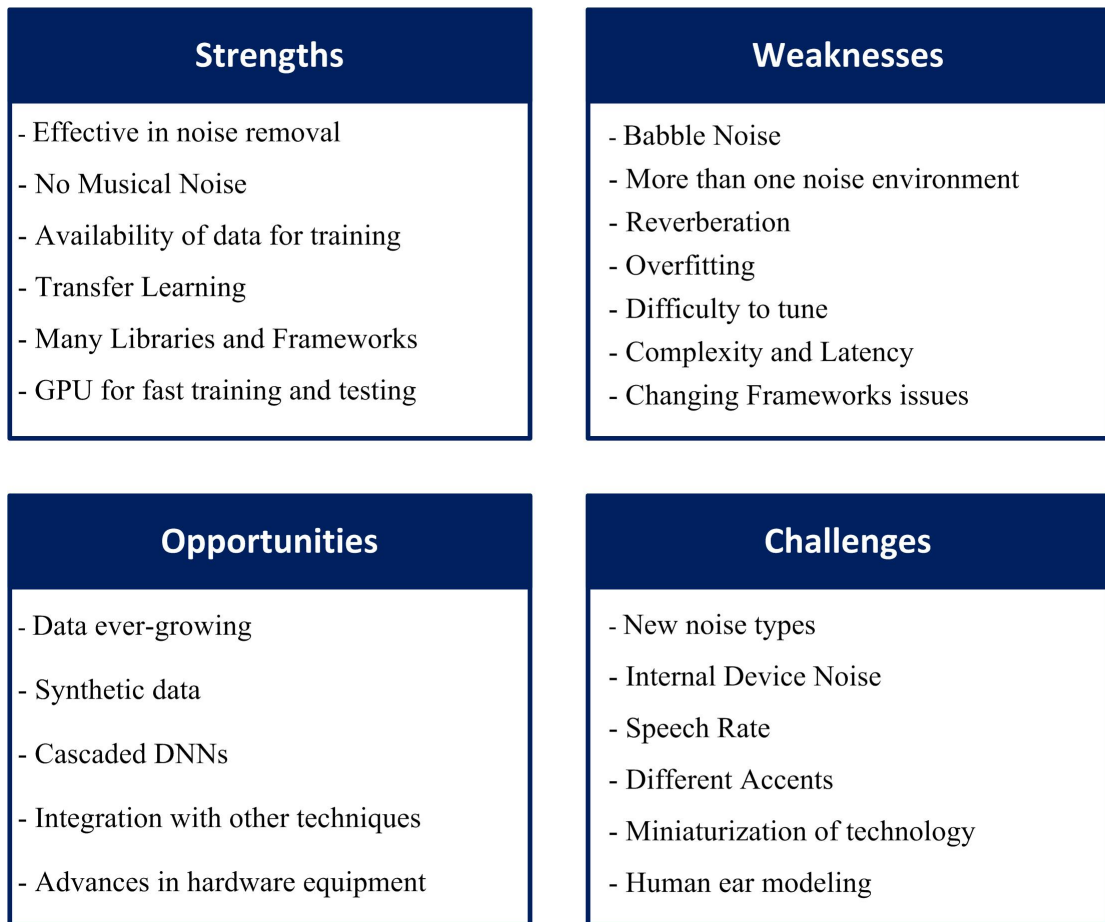 Strengths
- Effective in noise removal
- No Musical Noise
- Availability of data for training
- Transfer Learning
- Many Libraries and Frameworks
- GPU for fast training and testing
Weaknesses
- Babble Noise
- More than one noise environment
- Reverberation
- Overfitting
- Difficulty to tune
- Complexity and Latency
- Changing Frameworks issues
Opportunities
- Data ever-growing
- Synthetic data
- Cascaded DNNs
- Integration with other techniques
- Advances in hardware equipment
Challenges
- New noise types
- Internal Device Noise
- Speech Rate
- Different Accents
- Miniaturization of technology
- Human ear modeling